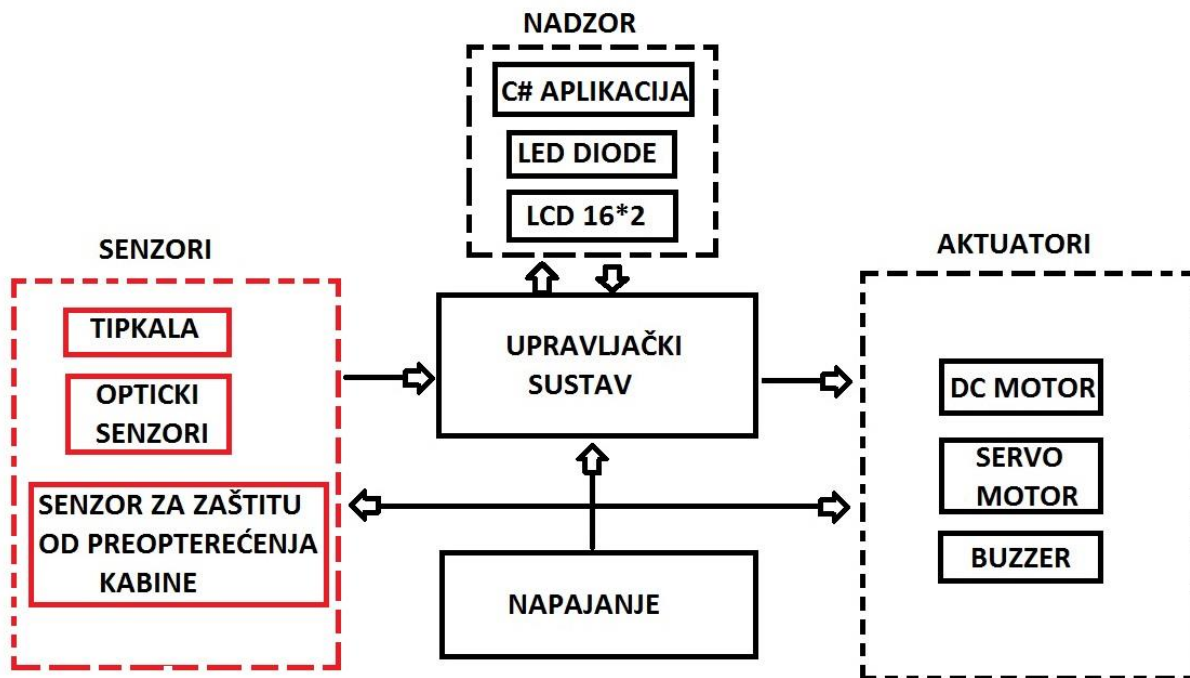 NADZOR
C# APLIKACIJA
LED DIODE
LCD 16*2
SENZORI
TIPKALA
OPTICKI
SENZORI
SENZOR ZA ZAŠTITU
OD PREOPTEREĆENJA
KABINE
UPRAVLJAČKI
SUSTAV
NAPAJANJE
AKTUATORI
DC MOTOR
SERVO
MOTOR
BUZZER